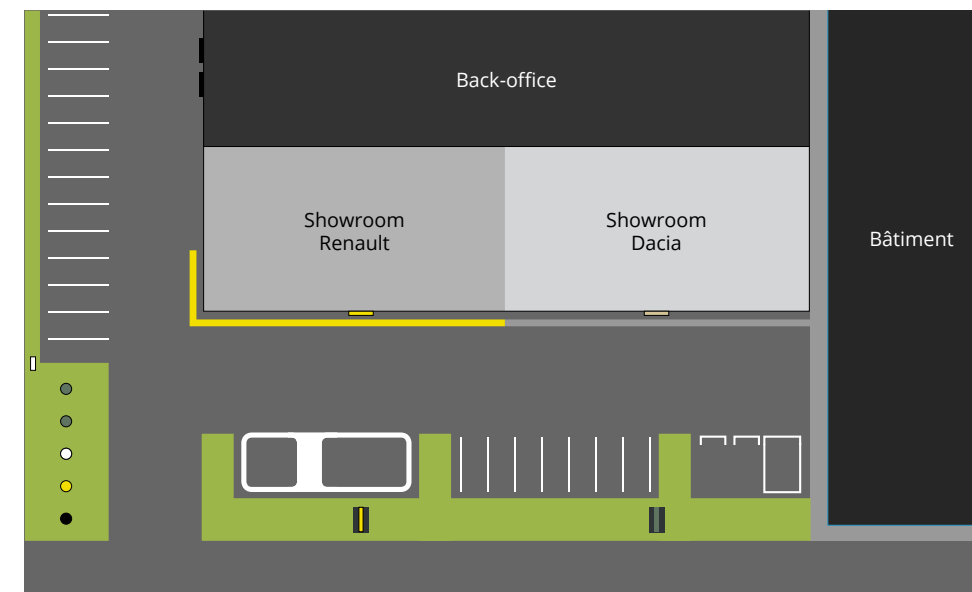 Back-office
Showroom
Renault
Showroom
Dacia
Bâtiment